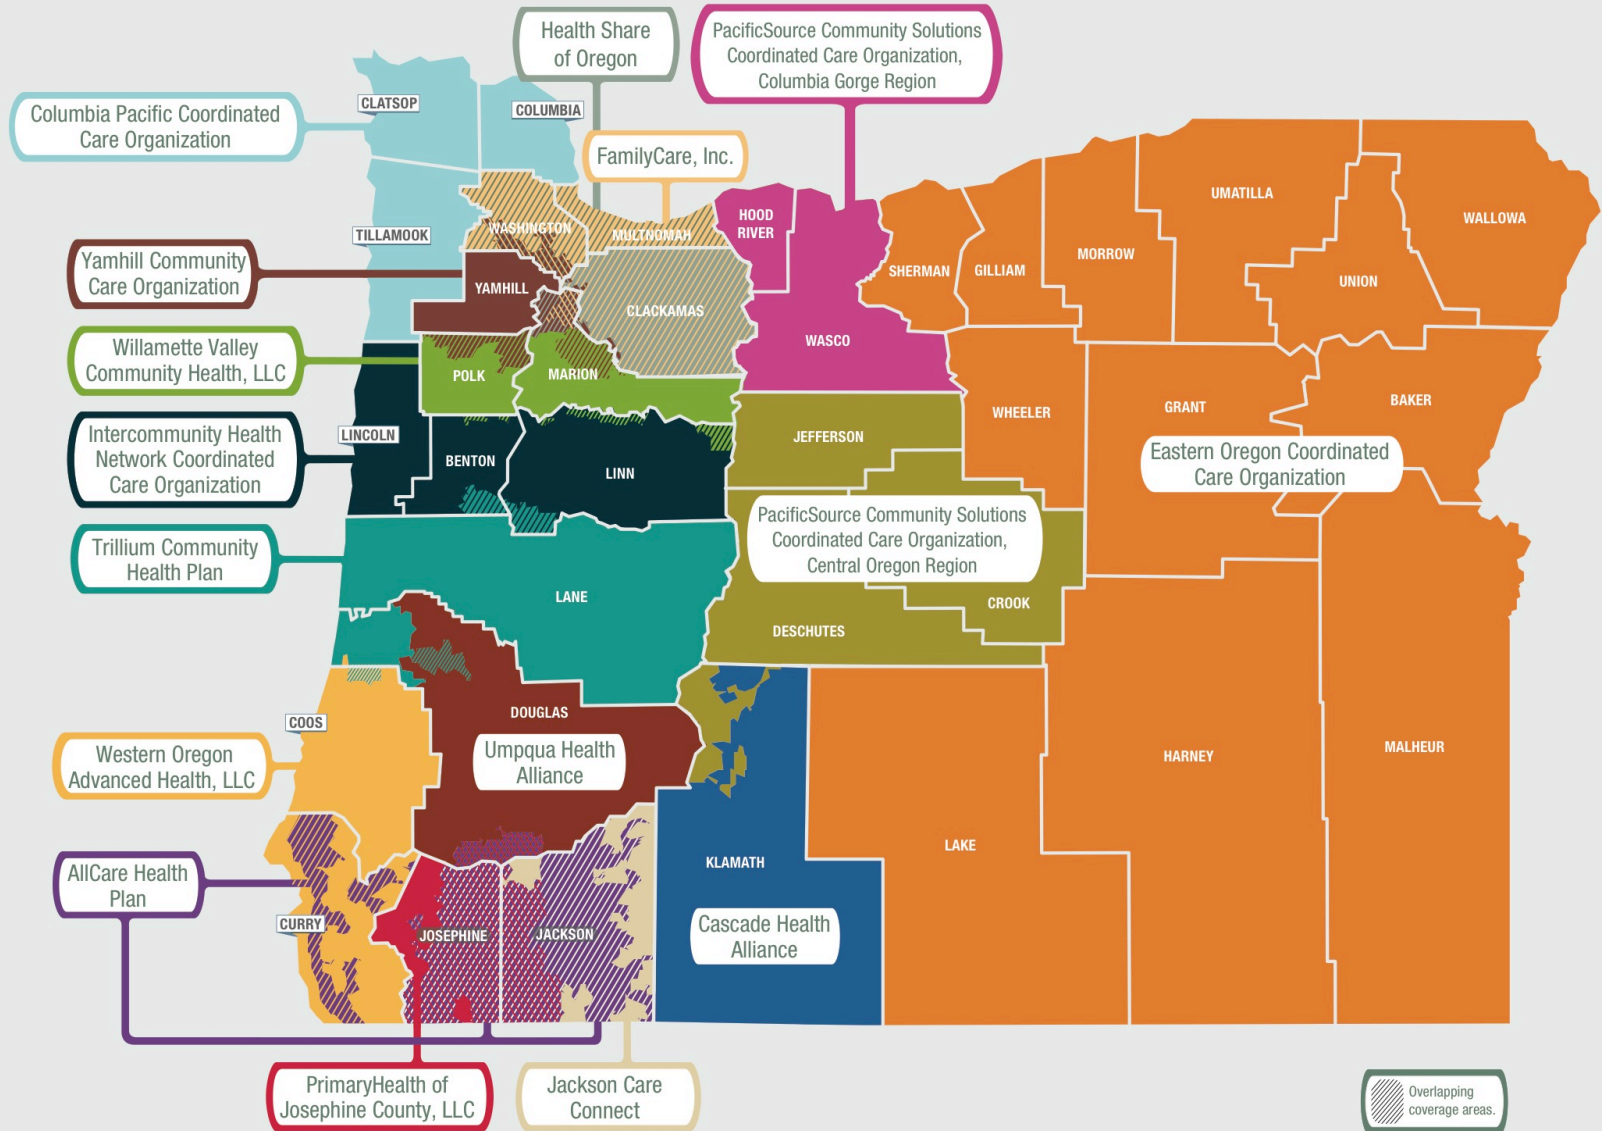 Health Share
of Oregon
PacificSource Community Solutions
Coordinated Care Organization,
Columbia Gorge Region
Columbia Pacific Coordinated
Care Organization
CLATSOP
COLUMBIA
FamilyCare, Inc.
WASHINGTON
MULTNOMAH
HOOD
RIVER
UMATILLA
WALLOWA
TILLAMOOK
MORROW
SHERMAN
GILLIAM
UNION
Yamhill Community
Care Organization
YAMHILL
CLACKAMAS
WASCO
Willamette Valley
Community Health, LLC
POLK
MARION
WHEELER
GRANT
BAKER
Intercommunity Health
Network Coordinated
Care Organization
LINCOLN
BENTON
LINN
JEFFERSON
Eastern Oregon Coordinated
Care Organization
PacificSource Community Solutions
Coordinated Care Organization,
Central Oregon Region
Trillium Community
Health Plan
LANE
CROOK
DESCHUTES
COOS
DOUGLAS
Western Oregon
Advanced Health, LLC
Umpqua Health
Alliance
HARNEY
MALHEUR
LAKE
KLAMATH
AllCare Health
Plan
CURRY
JOSEPHINE
JACKSON
Cascade Health
Alliance
PrimaryHealth of
Josephine County, LLC
Jackson Care
Connect
Overlapping
coverage areas.